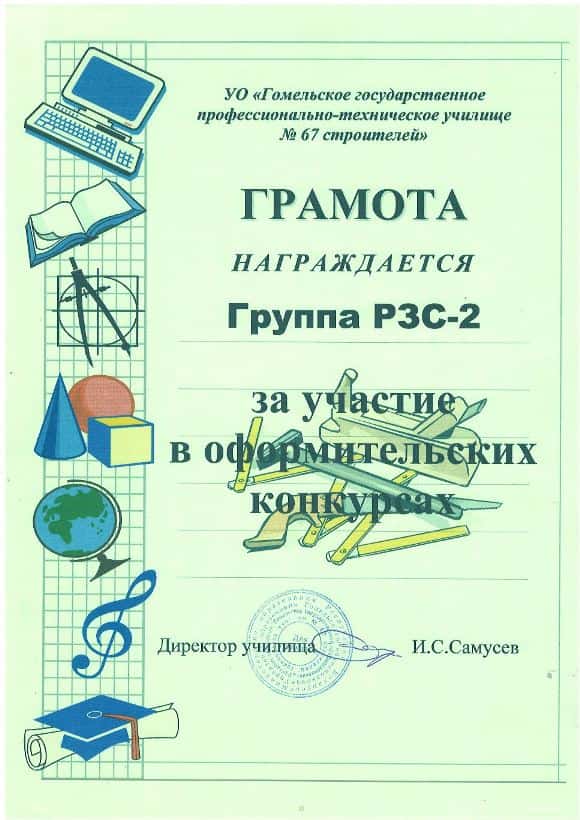 УО «Гомельское государственное
профессионально-техническое училище
№ 67 строителей»
ГРАМОТА
НАГРАЖДАЕТСЯ
Группа РЗС-2
за участие
в оформительских
конкурсах
Директор училища
И.С.Самусев